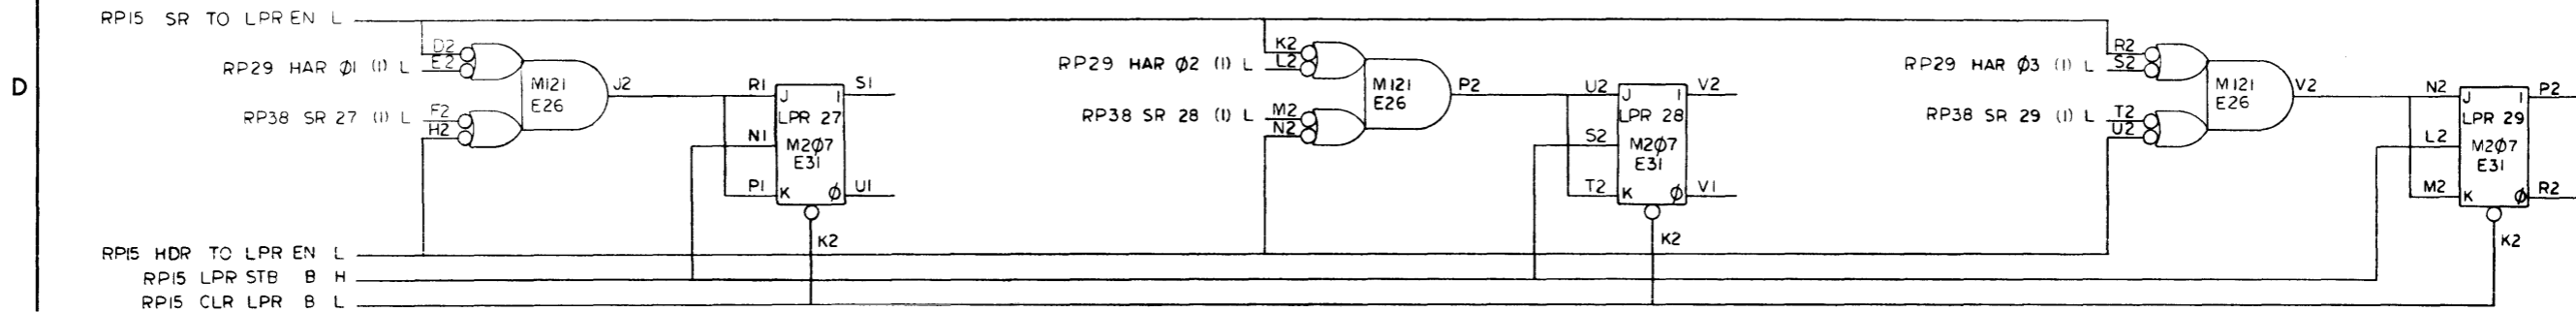 D
RP15 SR TO LPR EN L
D2
E2
RP29 HAR Ø1 (1) L
F2
H2
RP38 SR 27 (1) L
M121
E26
J2
R1
N1
P1
J 1
LPR 27
M2Ø7
E31
K Ø
S1
U1
K2
K2
L2
RP29 HAR Ø2 (1) L
M2
N2
RP38 SR 28 (1) L
M121
E26
P2
U2
S2
T2
J 1
LPR 28
M2Ø7
E31
K Ø
V2
V1
K2
R2
S2
RP29 HAR Ø3 (1) L
T2
U2
RP38 SR 29 (1) L
M121
E26
V2
N2
L2
M2
J 1
LPR 29
M2Ø7
E31
K Ø
P2
R2
K2
RP15 HDR TO LPR EN L
RP15 LPR STB B H
RP15 CLR LPR B L